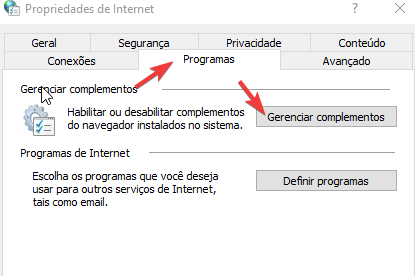 Propriedades de Internet
?
Geral Segurança Privacidade Conteúdo
Conexões Programas Avançado
Gerenciar complementos
Habilitar ou desabilitar complementos
do navegador instalados no sistema.
Gerenciar complementos
Programas de Internet
Escolha os programas que você deseja
usar para outros serviços de Internet,
tais como email.
Definir programas